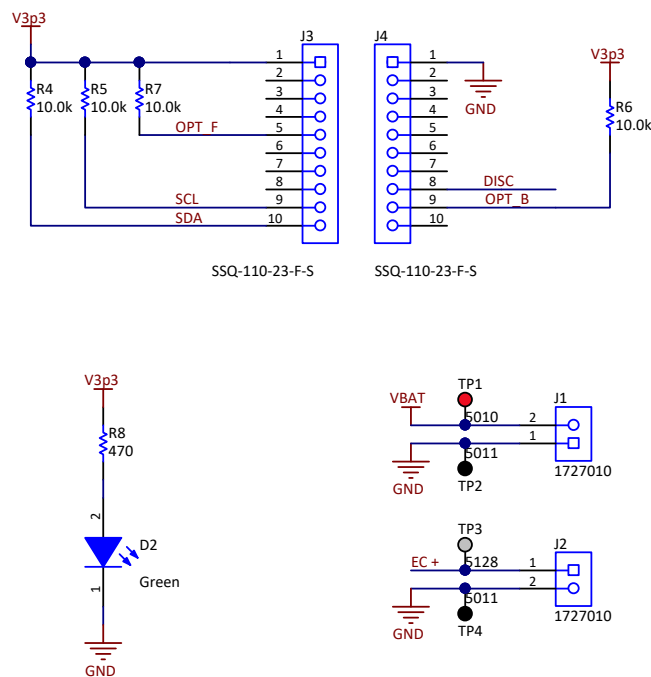 V3p3
J3
J4
V3p3
R4
10.0k
R5
10.0k
R7
10.0k
R6
10.0k
1
2
3
4
5
6
7
8
9
10
OPT_F
SCL
SDA
1
2
3
4
5
6
7
8
9
10
GND
DISC
OPT_B
SSQ-110-23-F-S
SSQ-110-23-F-S
V3p3
R8
470
2
D2
Green
1
GND
TP1
VBAT
5010
J1
2
1
5011
GND
TP2
1727010
TP3
EC +
5128
J2
1
2
5011
GND
TP4
1727010